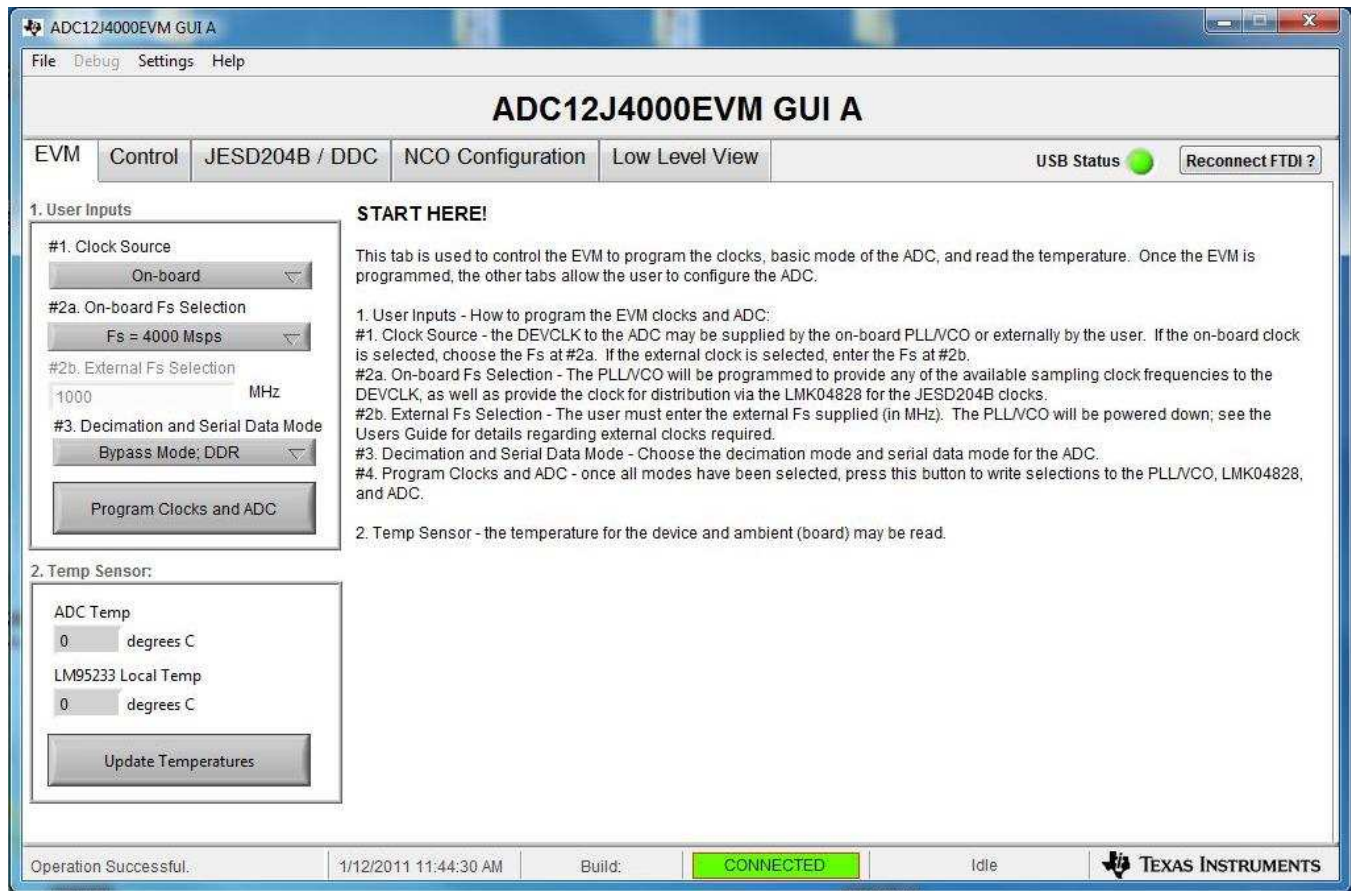 ADC12J4000EVM GUI A
File Debug Settings Help
ADC12J4000EVM GUI A
EVM Control JESD204B / DDC NCO Configuration Low Level View USB Status Reconnect FTDI ?
1. User Inputs
#1. Clock Source
On-board
#2a. On-board Fs Selection
Fs = 4000 Msps
#2b. External Fs Selection
1000 MHz
#3. Decimation and Serial Data Mode
Bypass Mode; DDR
Program Clocks and ADC
2. Temp Sensor:
ADC Temp
0 degrees C
LM95233 Local Temp
0 degrees C
Update Temperatures
START HERE!
This tab is used to control the EVM to program the clocks, basic mode of the ADC, and read the temperature. Once the EVM is
programmed, the other tabs allow the user to configure the ADC.
1. User Inputs - How to program the EVM clocks and ADC:
#1. Clock Source - the DEVCLK to the ADC may be supplied by the on-board PLL/VCO or externally by the user. If the on-board clock
is selected, choose the Fs at #2a. If the external clock is selected, enter the Fs at #2b.
#2a. On-board Fs Selection - The PLL/VCO will be programmed to provide any of the available sampling clock frequencies to the
DEVCLK, as well as provide the clock for distribution via the LMK04828 for the JESD204B clocks.
#2b. External Fs Selection - The user must enter the external Fs supplied (in MHz). The PLL/VCO will be powered down; see the
Users Guide for details regarding external clocks required.
#3. Decimation and Serial Data Mode - Choose the decimation mode and serial data mode for the ADC.
#4. Program Clocks and ADC - once all modes have been selected, press this button to write selections to the PLL/VCO, LMK04828,
and ADC.
2. Temp Sensor - the temperature for the device and ambient (board) may be read.
Operation Successful. 1/12/2011 11:44:30 AM Build: CONNECTED Idle TEXAS INSTRUMENTS